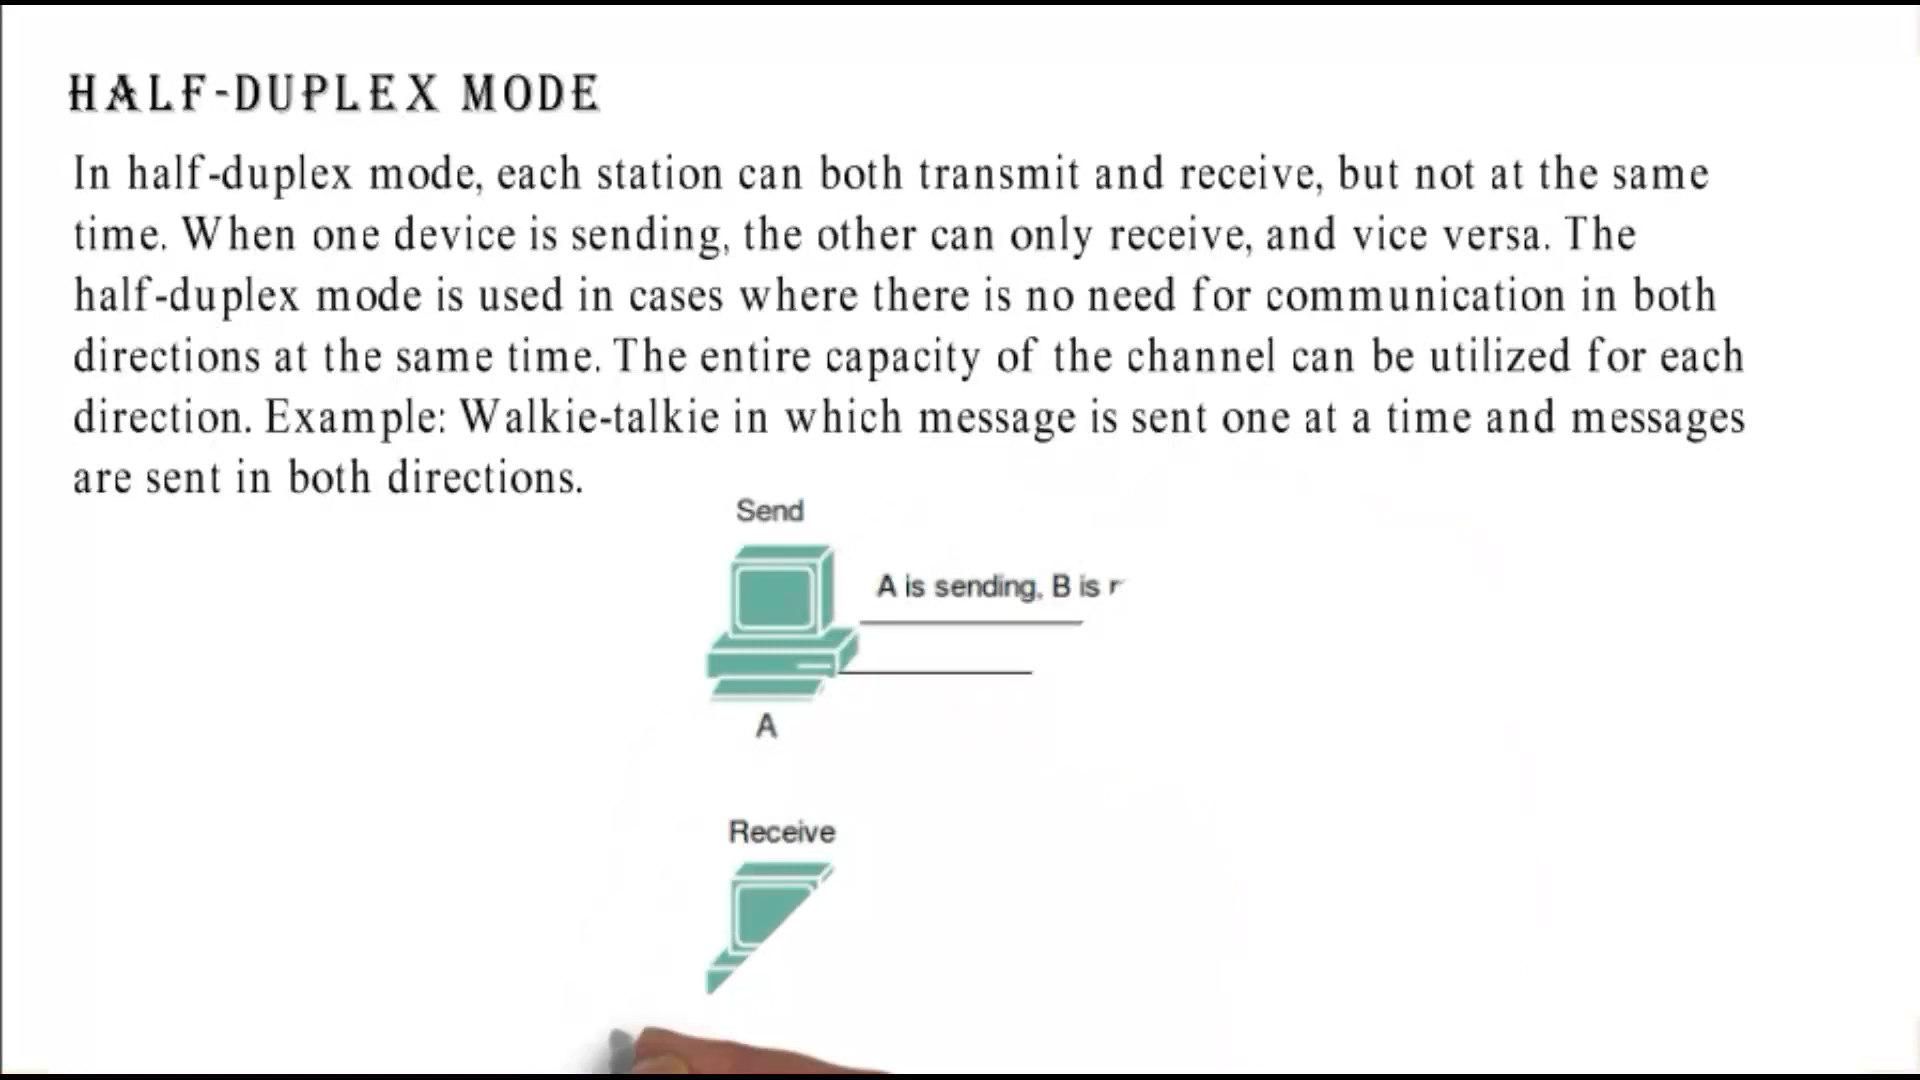 HALF-DUPLEX MODE
In half-duplex mode, each station can both transmit and receive, but not at the same
time. When one device is sending, the other can only receive, and vice versa. The
half-duplex mode is used in cases where there is no need for communication in both
directions at the same time. The entire capacity of the channel can be utilized for each
direction. Example: Walkie-talkie in which message is sent one at a time and messages
are sent in both directions.
Send
A is sending, B is r
A
Receive